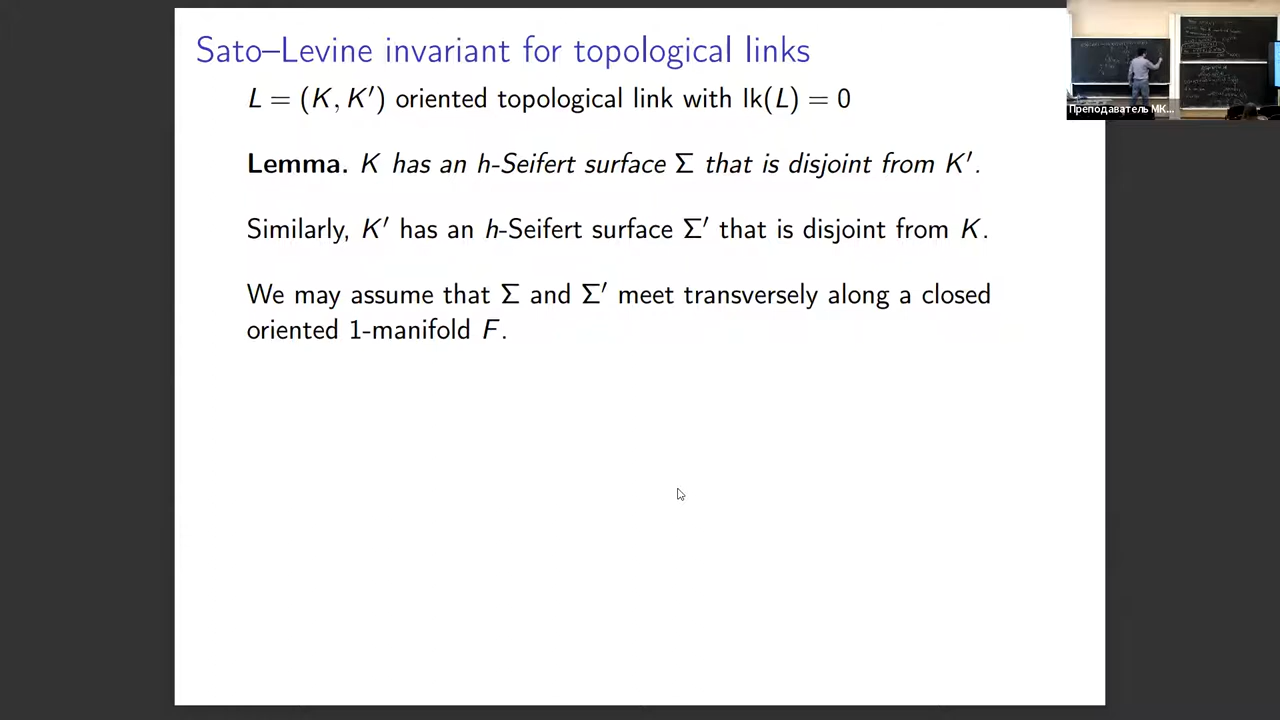 Sato–Levine invariant for topological links
L = (K, K′) oriented topological link with lk(L) = 0
Lemma. K has an h-Seifert surface Σ that is disjoint from K′.
Similarly, K′ has an h-Seifert surface Σ′ that is disjoint from K.
We may assume that Σ and Σ′ meet transversely along a closed
oriented 1-manifold F.
Преподаватель МК...